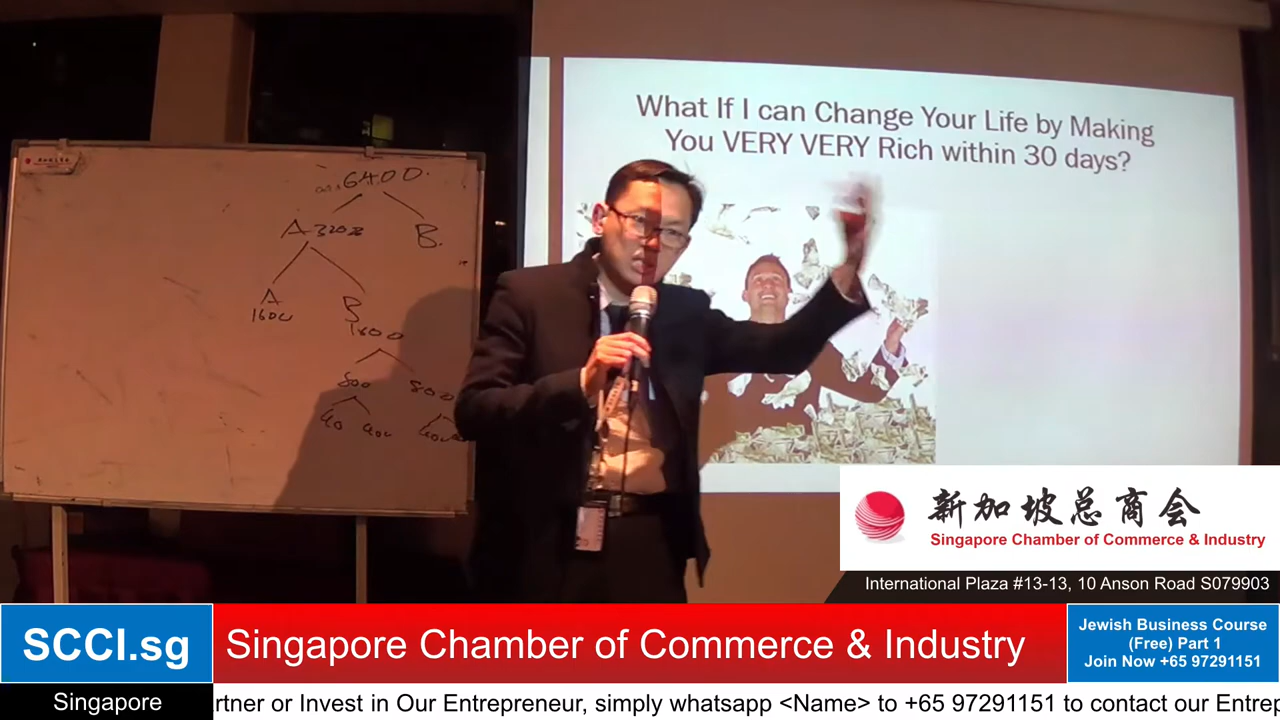 What If I can Change Your Life by Making
You VERY VERY Rich within 30 days?
6400
A 3200 B
A B
1600 1600
800 800
新加坡总商会
Singapore Chamber of Commerce & Industry
International Plaza #13-13, 10 Anson Road S079903
SCCI.sg
Singapore Chamber of Commerce & Industry
Jewish Business Course
(Free) Part 1
Join Now +65 97291151
Singapore
rtner or Invest in Our Entrepreneur, simply whatsapp <Name> to +65 97291151 to contact our Entrep